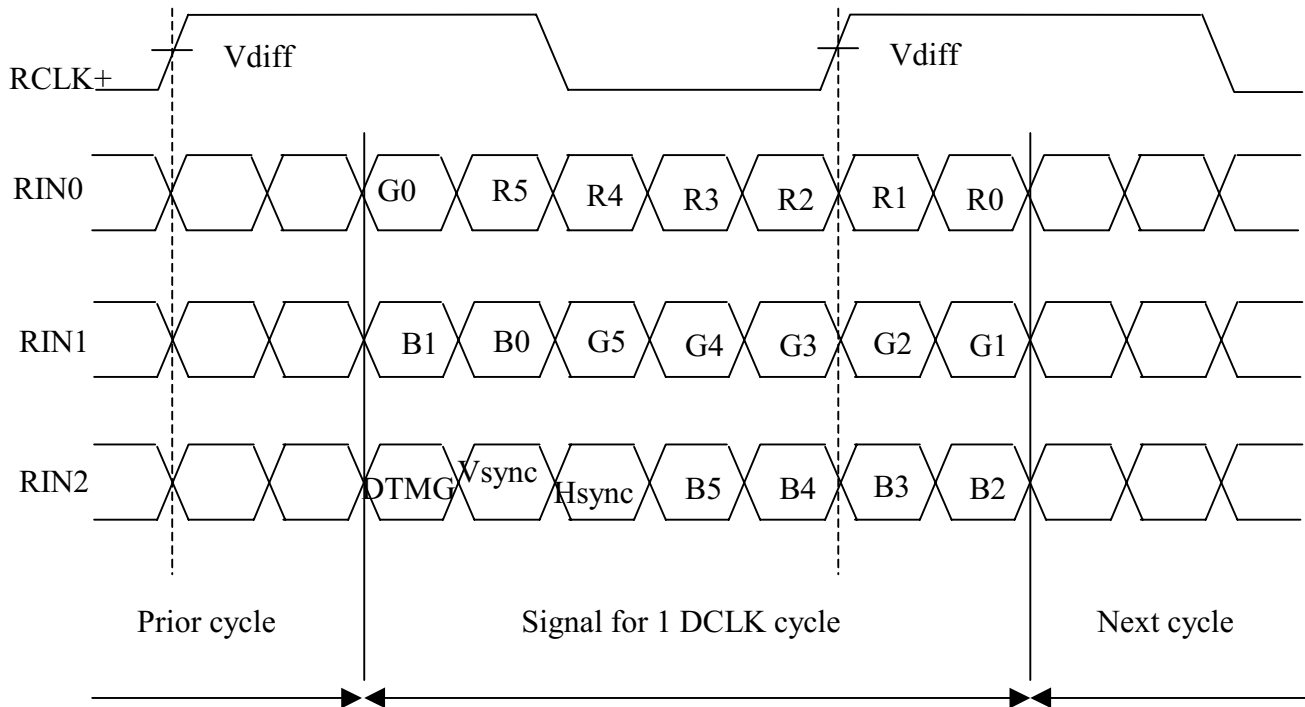 RCLK+ Vdiff Vdiff
RIN0 G0 R5 R4 R3 R2 R1 R0
RIN1 B1 B0 G5 G4 G3 G2 G1
RIN2 DTMG Vsync Hsync B5 B4 B3 B2
Prior cycle Signal for 1 DCLK cycle Next cycle